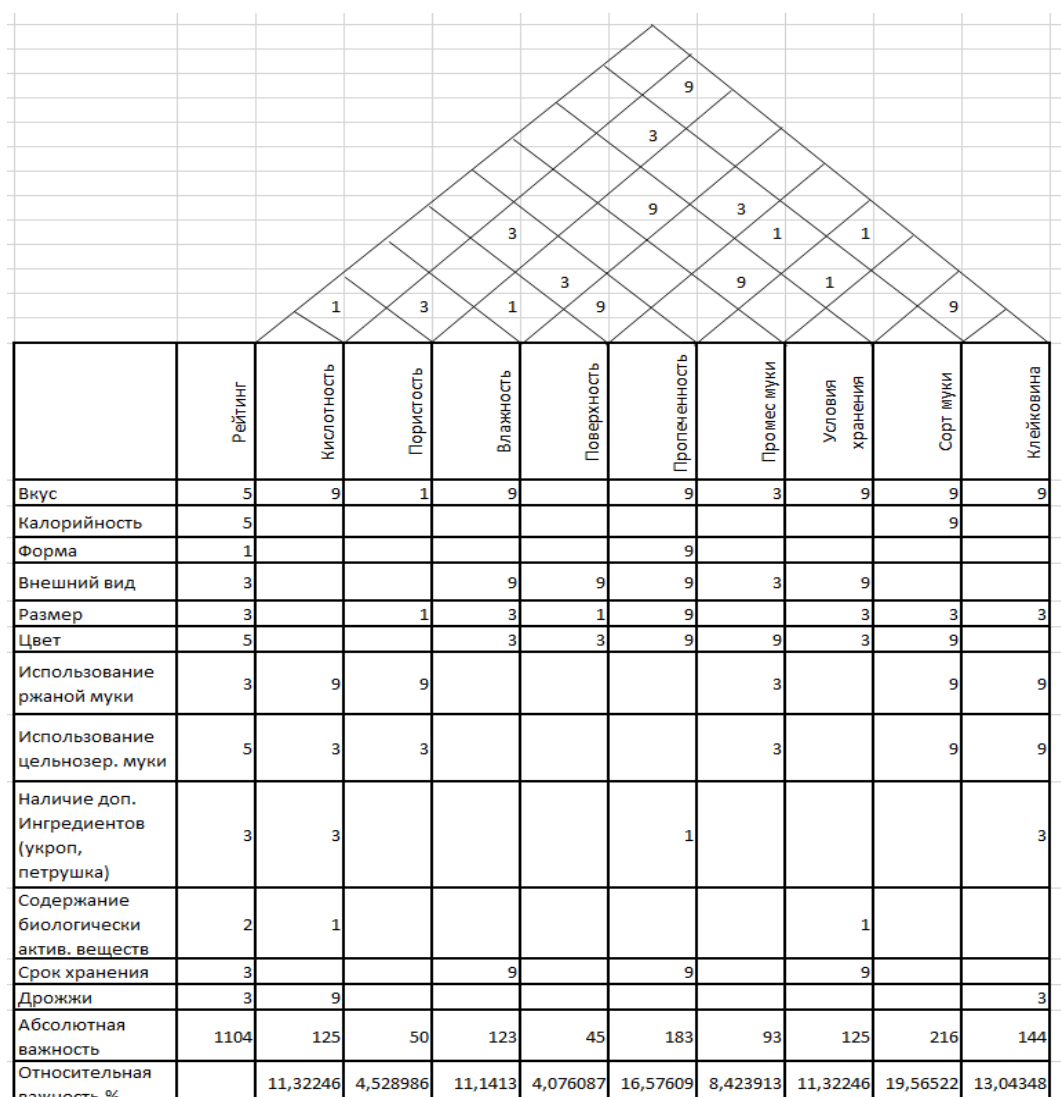 9
3
9 3
3 1 1
3 9 1
1 3 1 9 9
Рейтинг Кислотность Пористость Влажность Поверхность Пропеченность Промес муки Условия хранения Сорт муки Клейковина
Вкус 5 9 1 9 9 3 9 9 9
Калорийность 5 9
Форма 1 9
Внешний вид 3 9 9 9 3 9
Размер 3 1 3 1 9 3 3 3
Цвет 5 3 3 9 9 3 9
Использование
ржаной муки 3 9 9 3 9 9
Использование
цельнозер. муки 5 3 3 3 9 9
Наличие доп.
Ингредиентов
(укроп, 3 3 1 3
петрушка)
Содержание
биологически 2 1 1
актив. веществ
Срок хранения 3 9 9 9
Дрожжи 3 9 3
Абсолютная
важность 1104 125 50 123 45 183 93 125 216 144
Относительная
важность % 11,32246 4,528986 11,1413 4,076087 16,57609 8,423913 11,32246 19,56522 13,04348